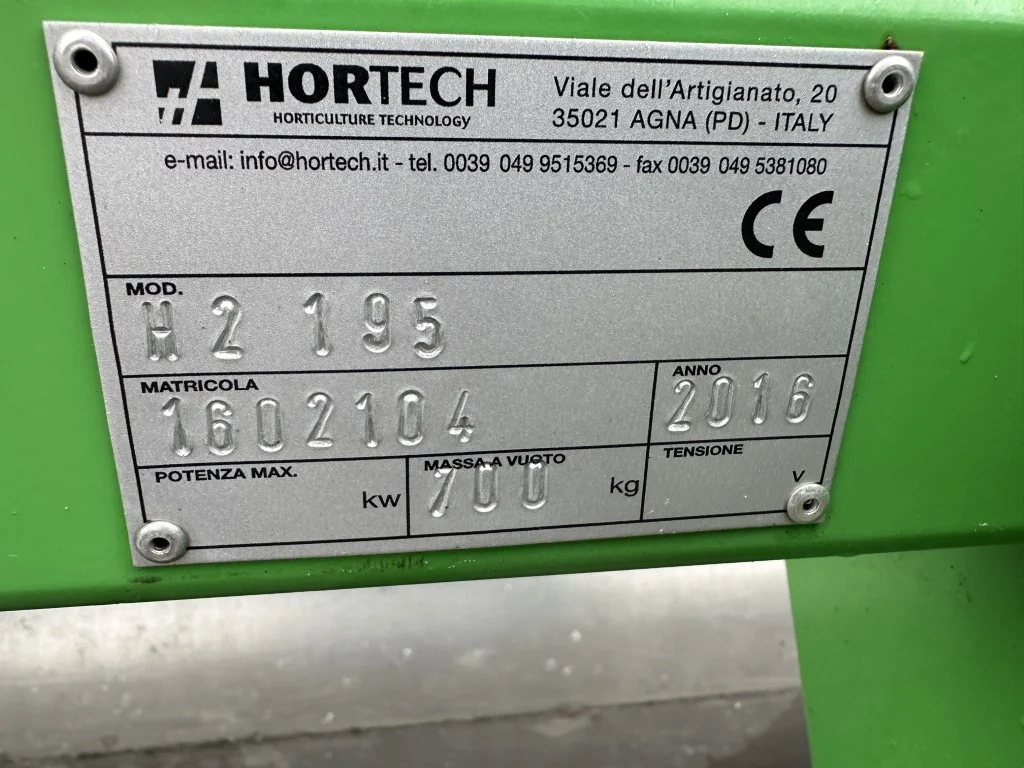 HORTECH
HORTICULTURE TECHNOLOGY
Viale dell'Artigianato, 20
35021 AGNA (PD) - ITALY
e-mail: info@hortech.it - tel. 0039 049 9515369 - fax 0039 049 5381080
CE
MOD.
H2 195
MATRICOLA
1602104
ANNO
2016
POTENZA MAX.
kw
MASSA A VUOTO
700 kg
TENSIONE
V